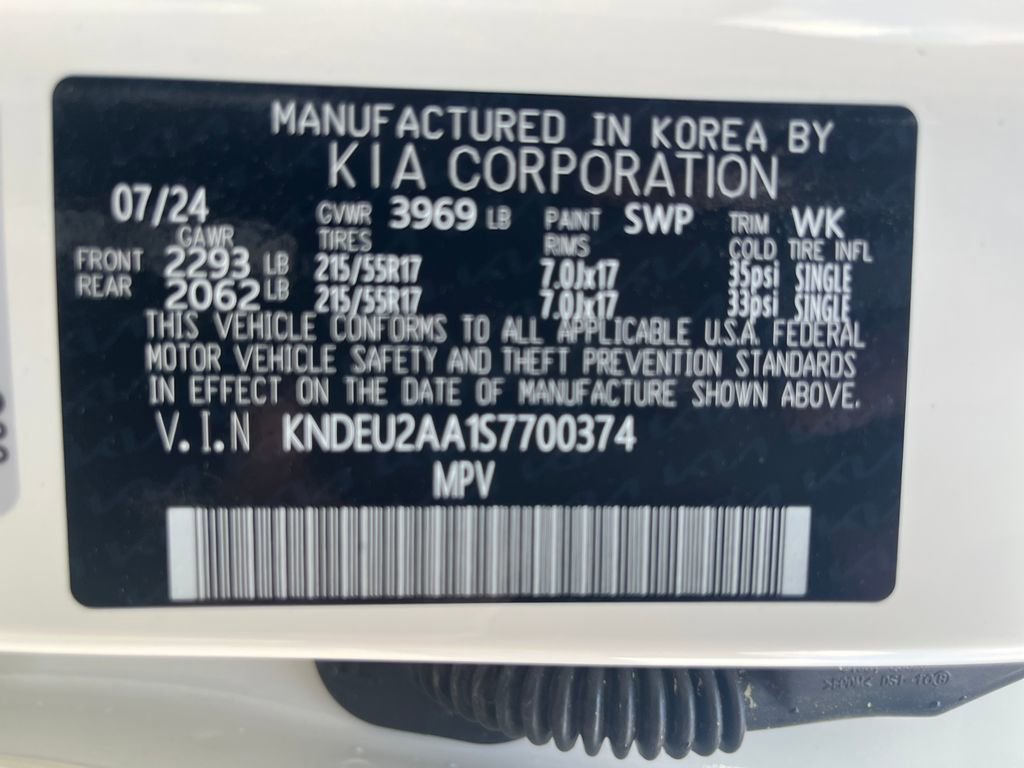 MANUFACTURED IN KOREA BY
KIA CORPORATION
07/24 GVWR 3969 LB PAINT SWP TRIM WK
GAWR TIRES RIMS COLD TIRE INFL
FRONT 2293 LB 215/55R17 7.0Jx17 35psi SINGLE
REAR 2062 LB 215/55R17 7.0Jx17 33psi SINGLE
THIS VEHICLE CONFORMS TO ALL APPLICABLE U.S.A. FEDERAL
MOTOR VEHICLE SAFETY AND THEFT PREVENTION STANDARDS
IN EFFECT ON THE DATE OF MANUFACTURE SHOWN ABOVE.
V.I.N KNDEU2AA1S7700374
MPV